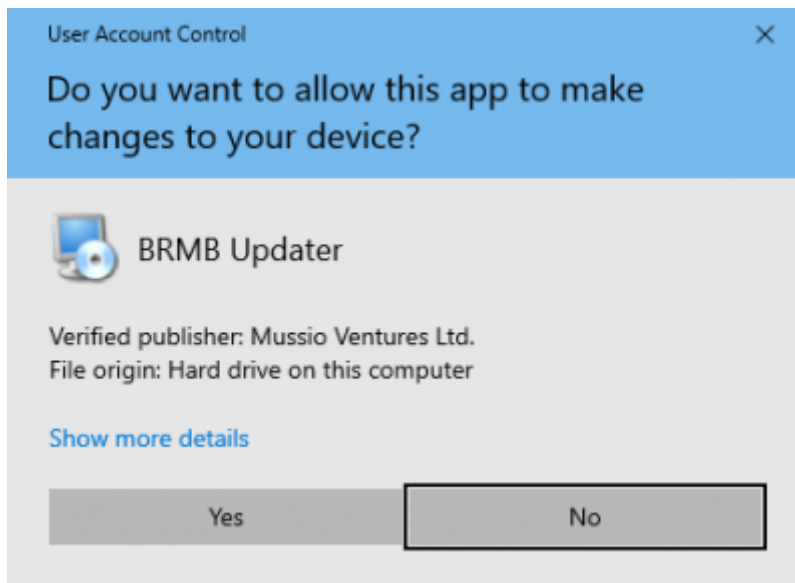 User Account Control
Do you want to allow this app to make
changes to your device?
BRMB Updater
Verified publisher: Mussio Ventures Ltd.
File origin: Hard drive on this computer
Show more details
Yes
No